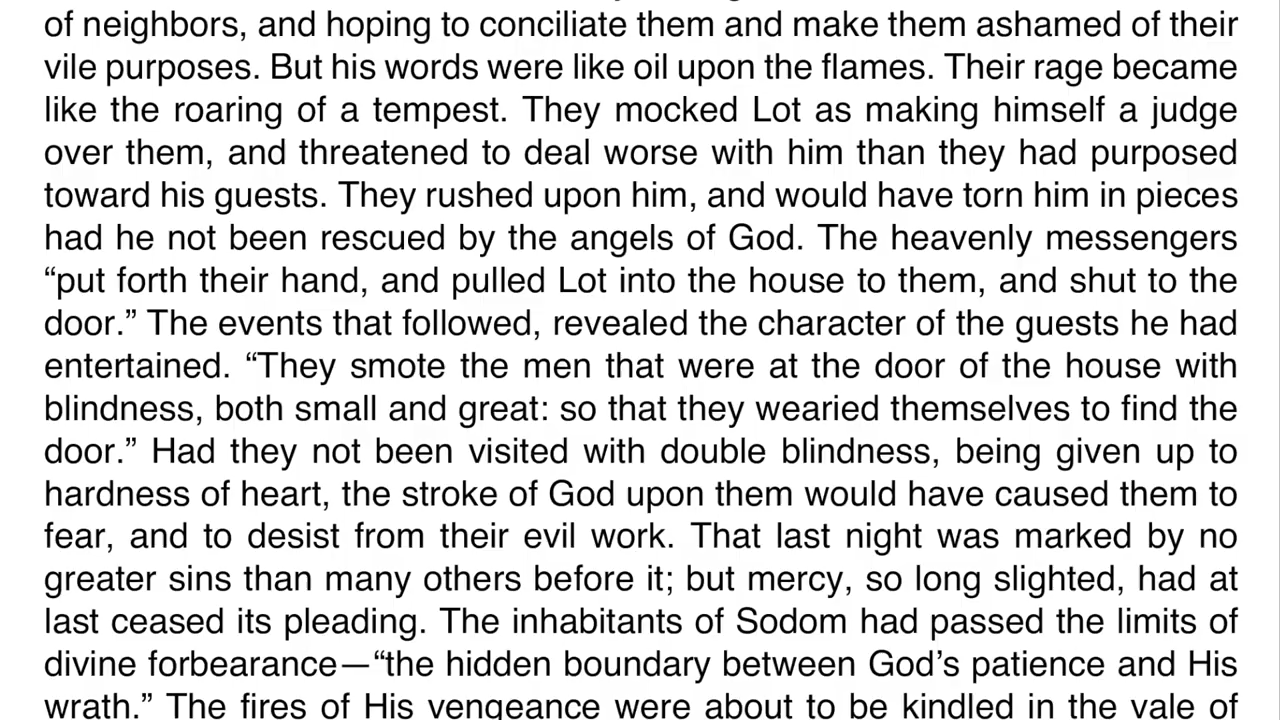 of neighbors, and hoping to conciliate them and make them ashamed of their
vile purposes. But his words were like oil upon the flames. Their rage became
like the roaring of a tempest. They mocked Lot as making himself a judge
over them, and threatened to deal worse with him than they had purposed
toward his guests. They rushed upon him, and would have torn him in pieces
had he not been rescued by the angels of God. The heavenly messengers
“put forth their hand, and pulled Lot into the house to them, and shut to the
door.” The events that followed, revealed the character of the guests he had
entertained. “They smote the men that were at the door of the house with
blindness, both small and great: so that they wearied themselves to find the
door.” Had they not been visited with double blindness, being given up to
hardness of heart, the stroke of God upon them would have caused them to
fear, and to desist from their evil work. That last night was marked by no
greater sins than many others before it; but mercy, so long slighted, had at
last ceased its pleading. The inhabitants of Sodom had passed the limits of
divine forbearance—“the hidden boundary between God’s patience and His
wrath.” The fires of His vengeance were about to be kindled in the vale of